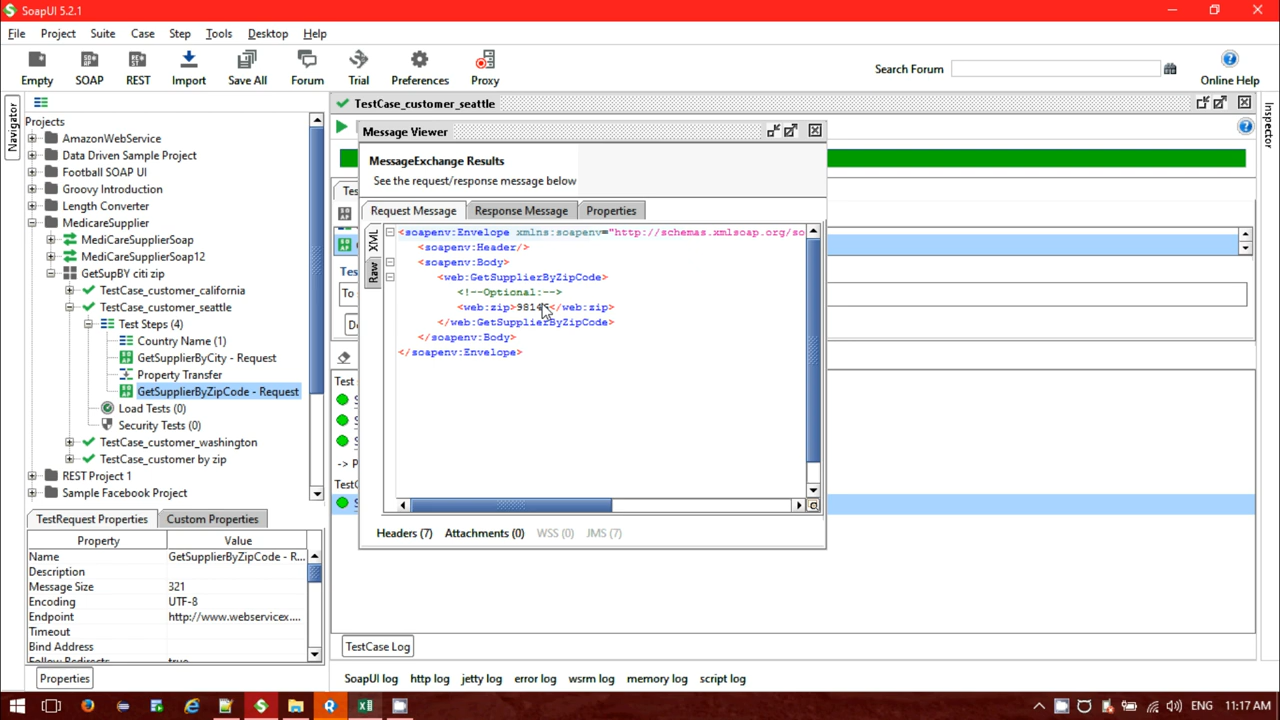 SoapUI 5.2.1
File Project Suite Case Step Tools Desktop Help
Empty SOAP REST Import Save All Forum Trial Preferences Proxy Search Forum Online Help
Navigator
Projects
AmazonWebService
Data Driven Sample Project
Football SOAP UI
Groovy Introduction
Length Converter
MedicareSupplier
MediCareSupplierSoap
MediCareSupplierSoap12
GetSupBY citi zip
TestCase_customer_california
TestCase_customer_seattle
Test Steps (4)
Country Name (1)
GetSupplierByCity - Request
Property Transfer
GetSupplierByZipCode - Request
Load Tests (0)
Security Tests (0)
TestCase_customer_washington
TestCase_customer by zip
REST Project 1
Sample Facebook Project
TestRequest Properties Custom Properties
Property Value
Name GetSupplierByZipCode - R...
Description
Message Size 321
Encoding UTF-8
Endpoint http://www.webservicex....
Timeout
Bind Address
Follow Redirects true
Properties
TestCase_customer_seattle
Inspector
Message Viewer
MessageExchange Results
See the request/response message below
Request Message Response Message Properties
XML
Raw
<soapenv:Envelope xmlns:soapenv="http://schemas.xmlsoap.org/so
<soapenv:Header/>
<soapenv:Body>
<web:GetSupplierByZipCode>
<!--Optional:-->
<web:zip> </web:zip>
</web:GetSupplierByZipCode>
</soapenv:Body>
</soapenv:Envelope>
Headers (7) Attachments (0) WSS (0) JMS (7)
TestCase Log
SoapUI log http log jetty log error log wsrm log memory log script log
ENG 11:17 AM